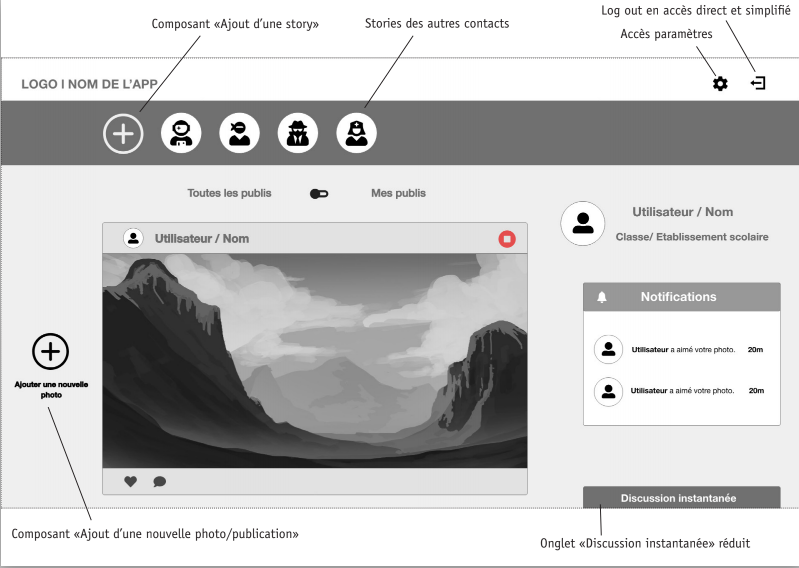 Composant «Ajout d'une story»
Stories des autres contacts
Log out en accès direct et simplifié
Accès paramètres
LOGO I NOM DE L'APP
Toutes les publis
Mes publis
Utilisateur / Nom
Classe/ Etablissement scolaire
Utilisateur / Nom
Notifications
Utilisateur a aimé votre photo. 20m
Utilisateur a aimé votre photo. 20m
Ajouter une nouvelle
photo
Discussion instantanée
Composant «Ajout d'une nouvelle photo/publication»
Onglet «Discussion instantanée» réduit